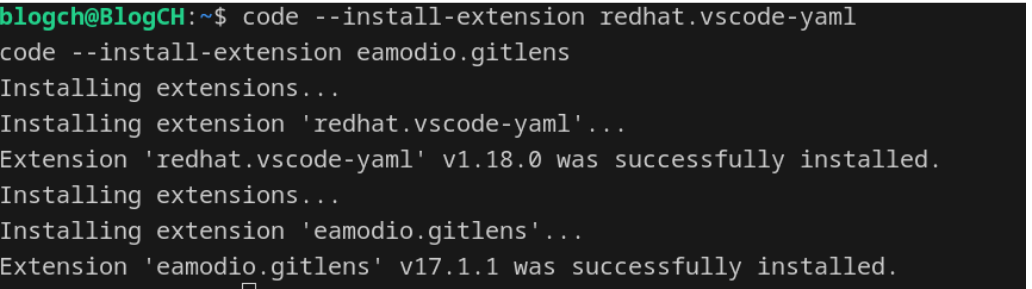 blogch@BlogCH:~$ code --install-extension redhat.vscode-yaml
code --install-extension eamodio.gitlens
Installing extensions...
Installing extension 'redhat.vscode-yaml'...
Extension 'redhat.vscode-yaml' v1.18.0 was successfully installed.
Installing extensions...
Installing extension 'eamodio.gitlens'...
Extension 'eamodio.gitlens' v17.1.1 was successfully installed.